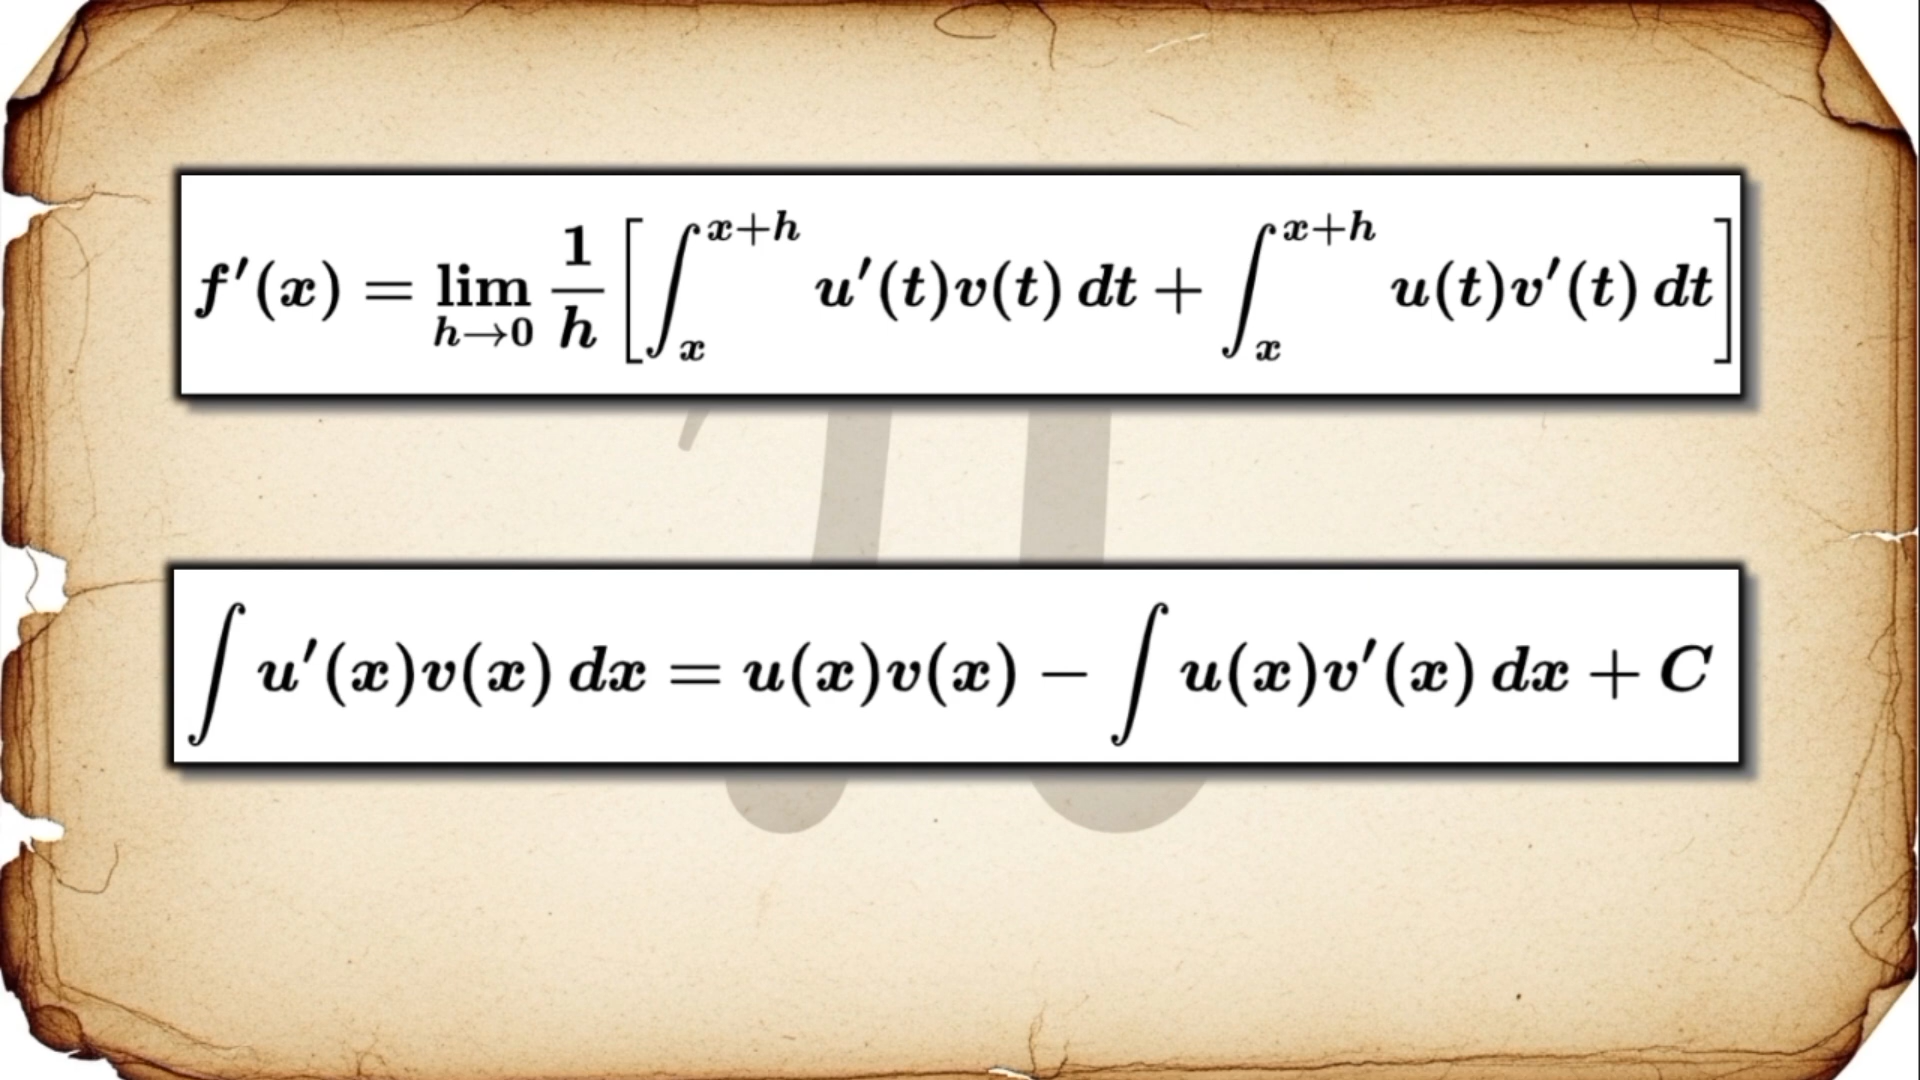 f′(x) = lim_{h→0} 1/h [∫_x^{x+h} u′(t)v(t) dt + ∫_x^{x+h} u(t)v′(t) dt]
∫ u′(x)v(x) dx = u(x)v(x) − ∫ u(x)v′(x) dx + C